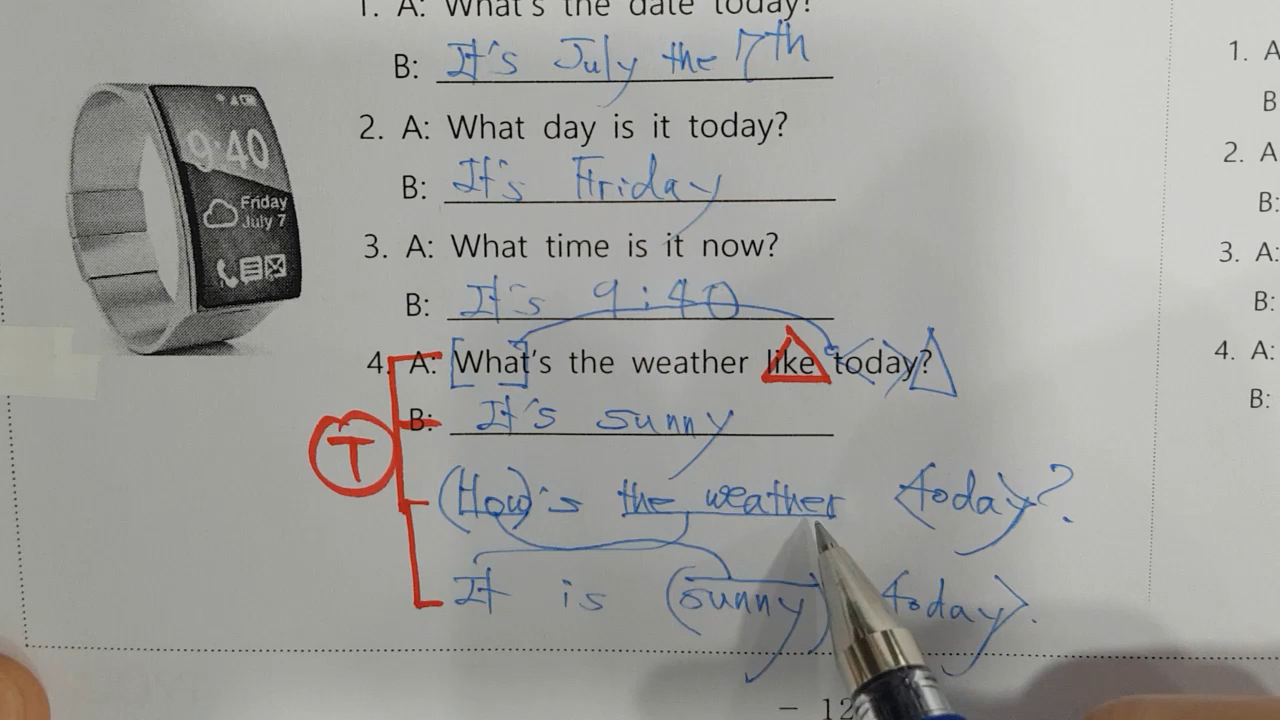 1. A: What's the date today?
B: It's July the 7th
2. A: What day is it today?
B: It's Friday
3. A: What time is it now?
B: It's 9:40
4. A: What's the weather like today?
B: It's sunny
T
How's the weather today?
It is sunny today.
9:40
Friday
July 7
1. A
B
2. A
B:
3. A:
B:
4. A:
B: